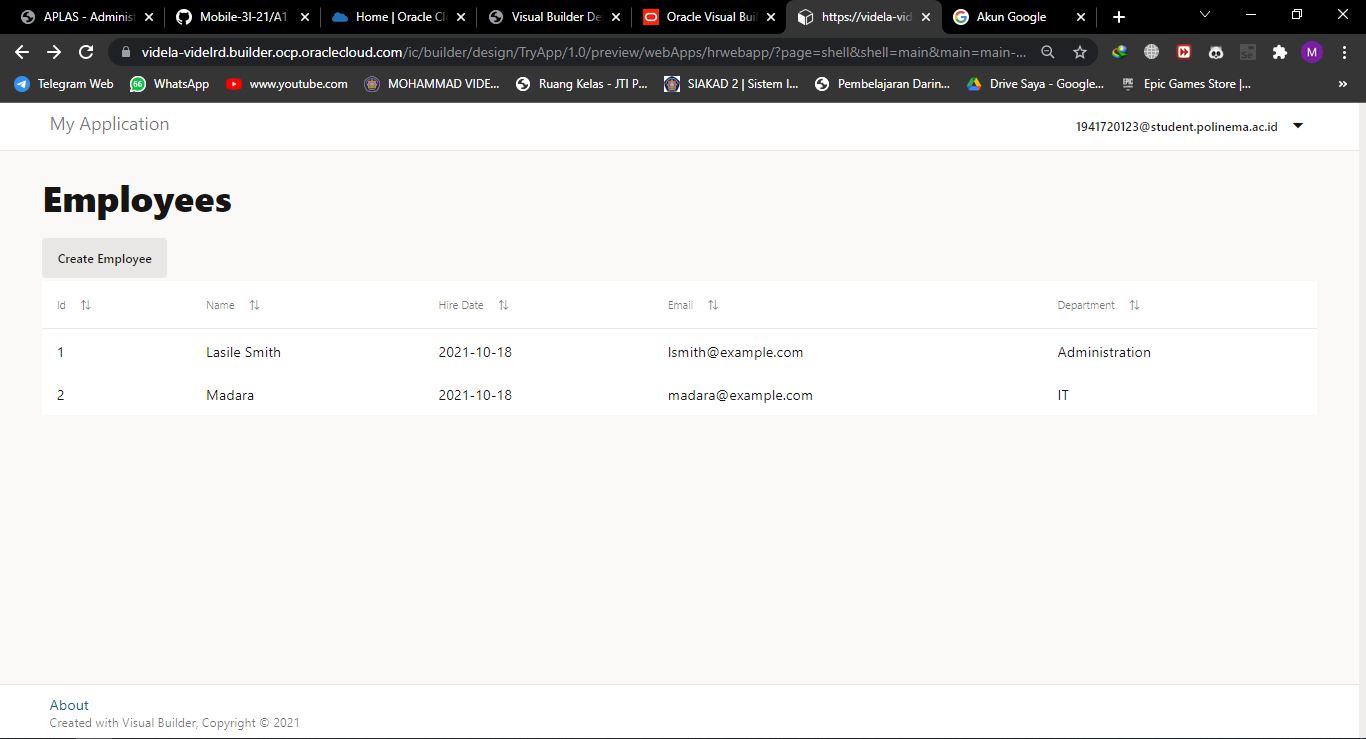 APLAS - Administ
Mobile-3I-21/A1
Home | Oracle Cl
Visual Builder De
Oracle Visual Buil
https://videla-vid
Akun Google
videla-videlrd.builder.ocp.oraclecloud.com/ic/builder/design/TryApp/1.0/preview/webApps/hrwebapp/?page=shell&shell=main&main=main-...
M
Telegram Web
WhatsApp
www.youtube.com
MOHAMMAD VIDE...
Ruang Kelas - JTI P...
SIAKAD 2 | Sistem I...
Pembelajaran Darin...
Drive Saya - Google...
Epic Games Store |...
My Application
1941720123@student.polinema.ac.id
Employees
Create Employee
Id Name Hire Date Email Department
1 Lasile Smith 2021-10-18 lsmith@example.com Administration
2 Madara 2021-10-18 madara@example.com IT
About
Created with Visual Builder, Copyright © 2021